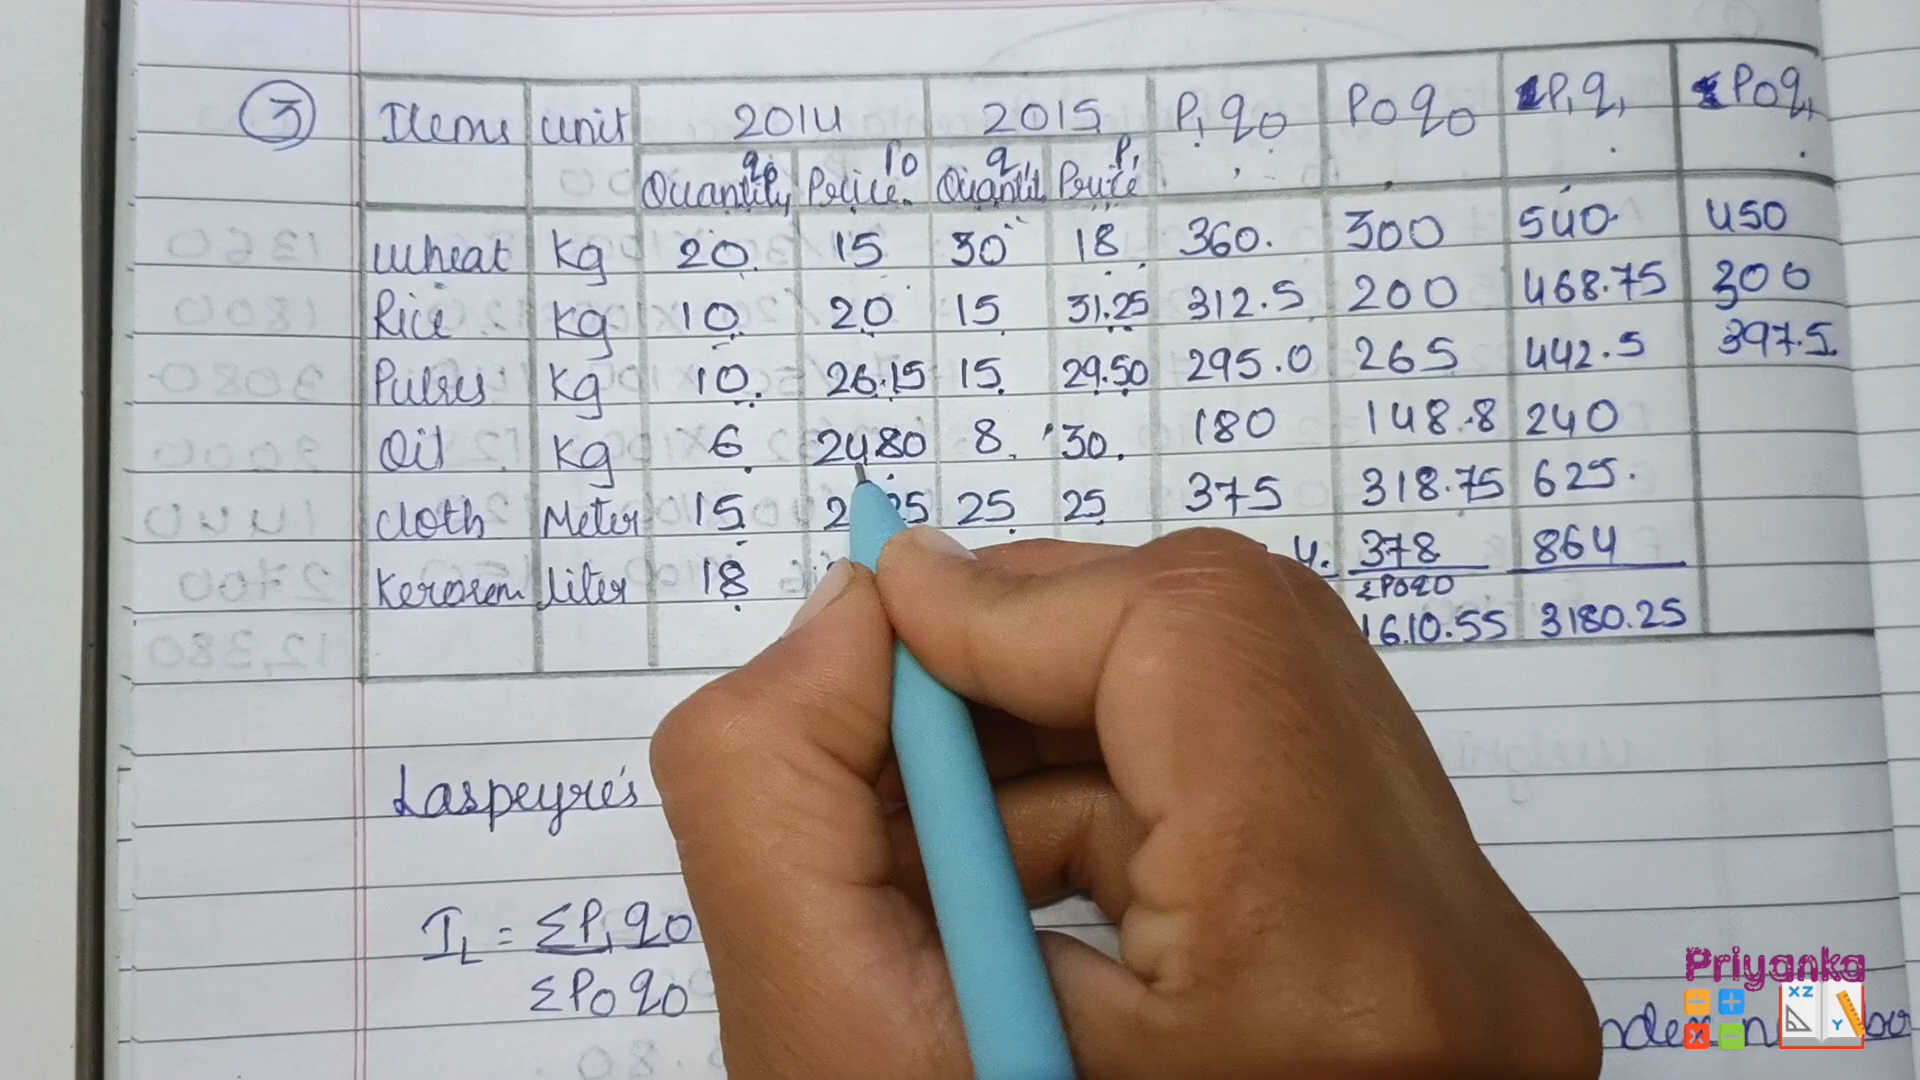 3 Items unit 2014 2015 P1q0 P0q0 P1q1 P0q1
q0 P0 q1 P1
Quantity Price Quantit Price
Wheat Kg 20 15 30 18 360. 300 540 450
Rice Kg 10 20 15 31.25 312.5 200 468.75 300
Pulses Kg 10 26.15 15 29.50 295.0 265 442.5 397.5
Oil Kg 6 2480 8 30. 180 148.8 240
Cloth Meter 15 25 25 375 318.75 625.
Kerosen liter 18 4. 378 864
ΣP0q0
1610.55 3180.25
Laspeyre's
IL = ΣP1q0
ΣP0q0
Priyanka